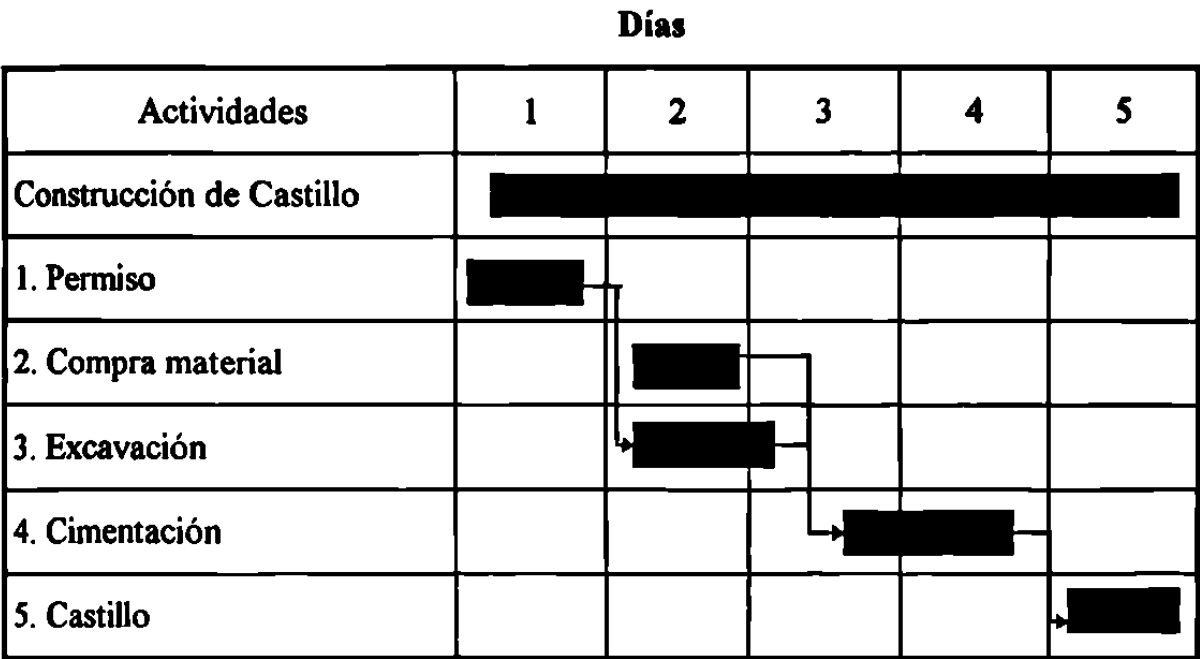 Días
Actividades 1 2 3 4 5
Construcción de Castillo
1. Permiso
2. Compra material
3. Excavación
4. Cimentación
5. Castillo